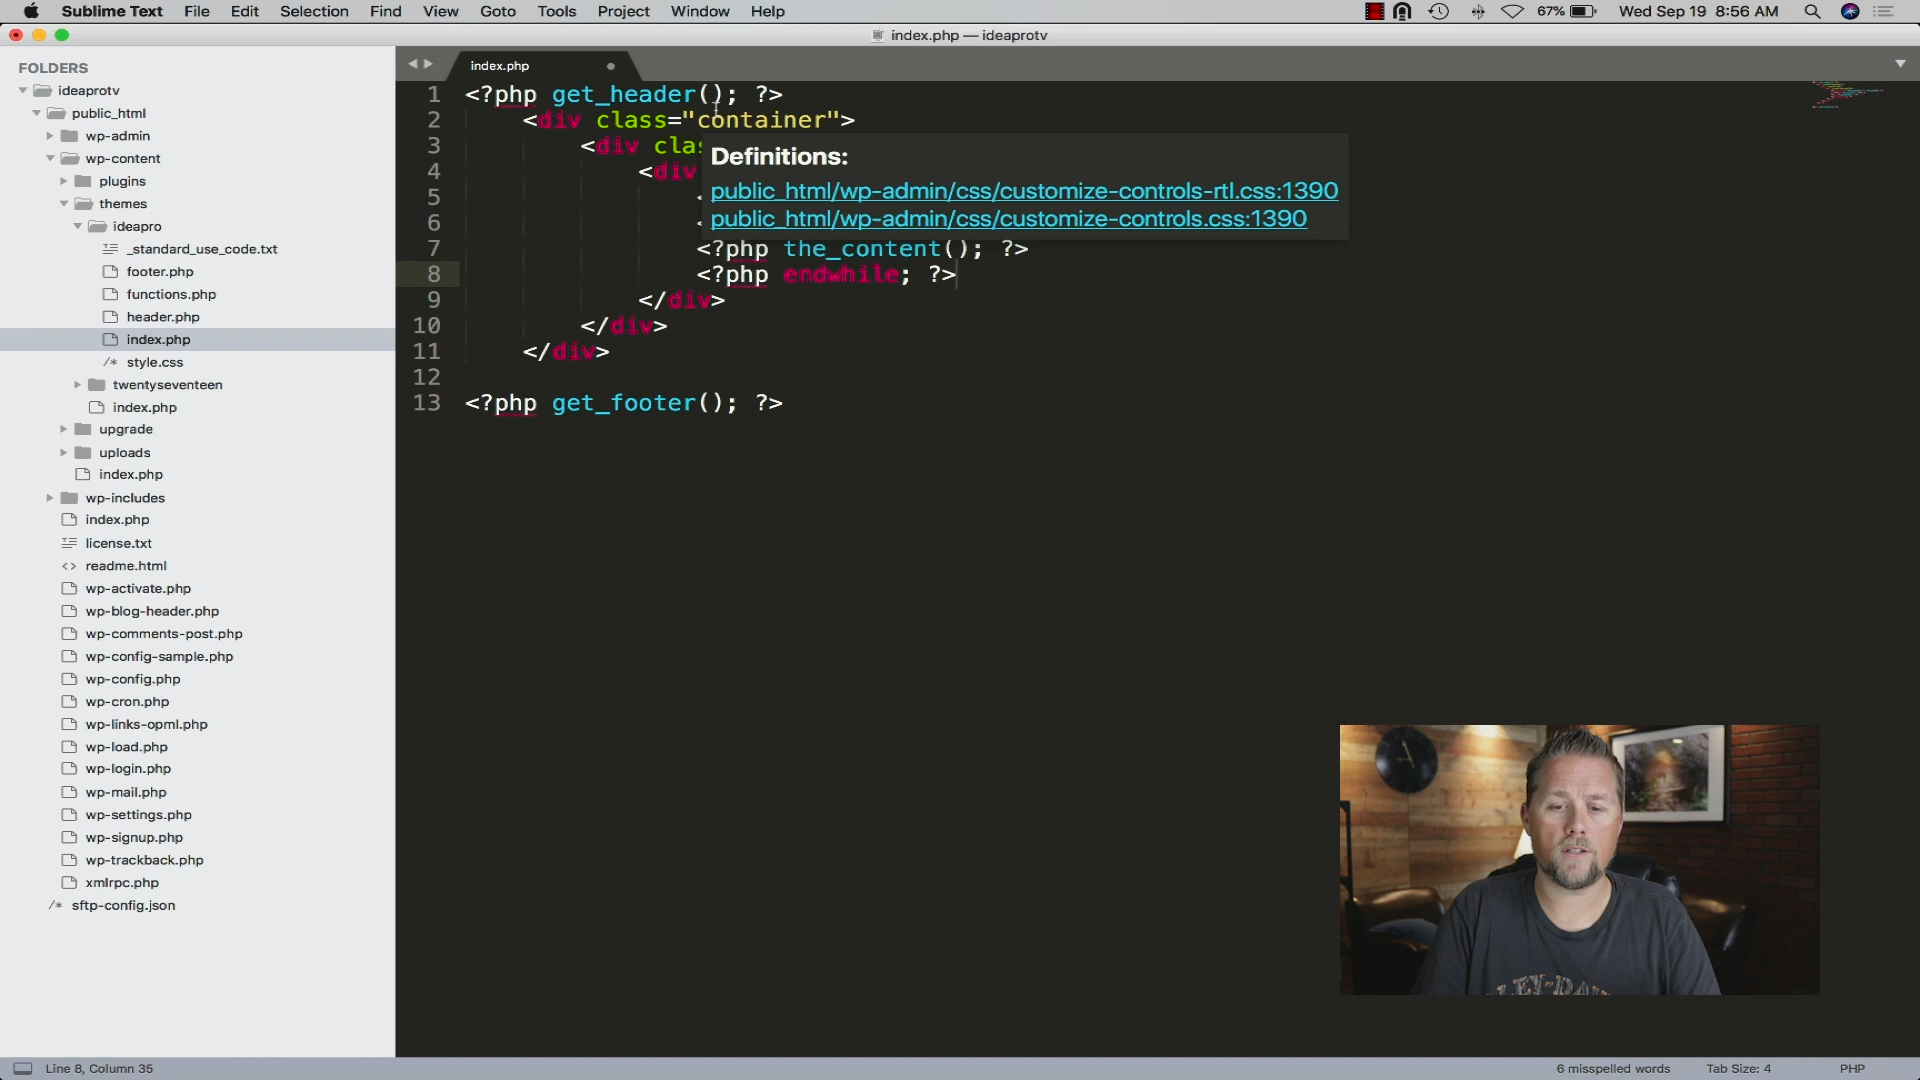 Sublime Text File Edit Selection Find View Goto Tools Project Window Help 67% Wed Sep 19 8:56 AM
index.php — ideaprotv
FOLDERS
ideaprotv
public_html
wp-admin
wp-content
plugins
themes
ideapro
_standard_use_code.txt
footer.php
functions.php
header.php
index.php
/* style.css
twentyseventeen
index.php
upgrade
uploads
index.php
wp-includes
index.php
license.txt
<> readme.html
wp-activate.php
wp-blog-header.php
wp-comments-post.php
wp-config-sample.php
wp-config.php
wp-cron.php
wp-links-opml.php
wp-load.php
wp-login.php
wp-mail.php
wp-settings.php
wp-signup.php
wp-trackback.php
xmlrpc.php
/* sftp-config.json
index.php
1 <?php get_header(); ?>
2 <div class="container">
3 <div clas
4 <div
5 <
6 <
7 <?php the_content(); ?>
8 <?php endwhile; ?>
9 </div>
10 </div>
11 </div>
12
13 <?php get_footer(); ?>
Definitions:
public_html/wp-admin/css/customize-controls-rtl.css:1390
public_html/wp-admin/css/customize-controls.css:1390
Line 8, Column 35 6 misspelled words Tab Size: 4 PHP